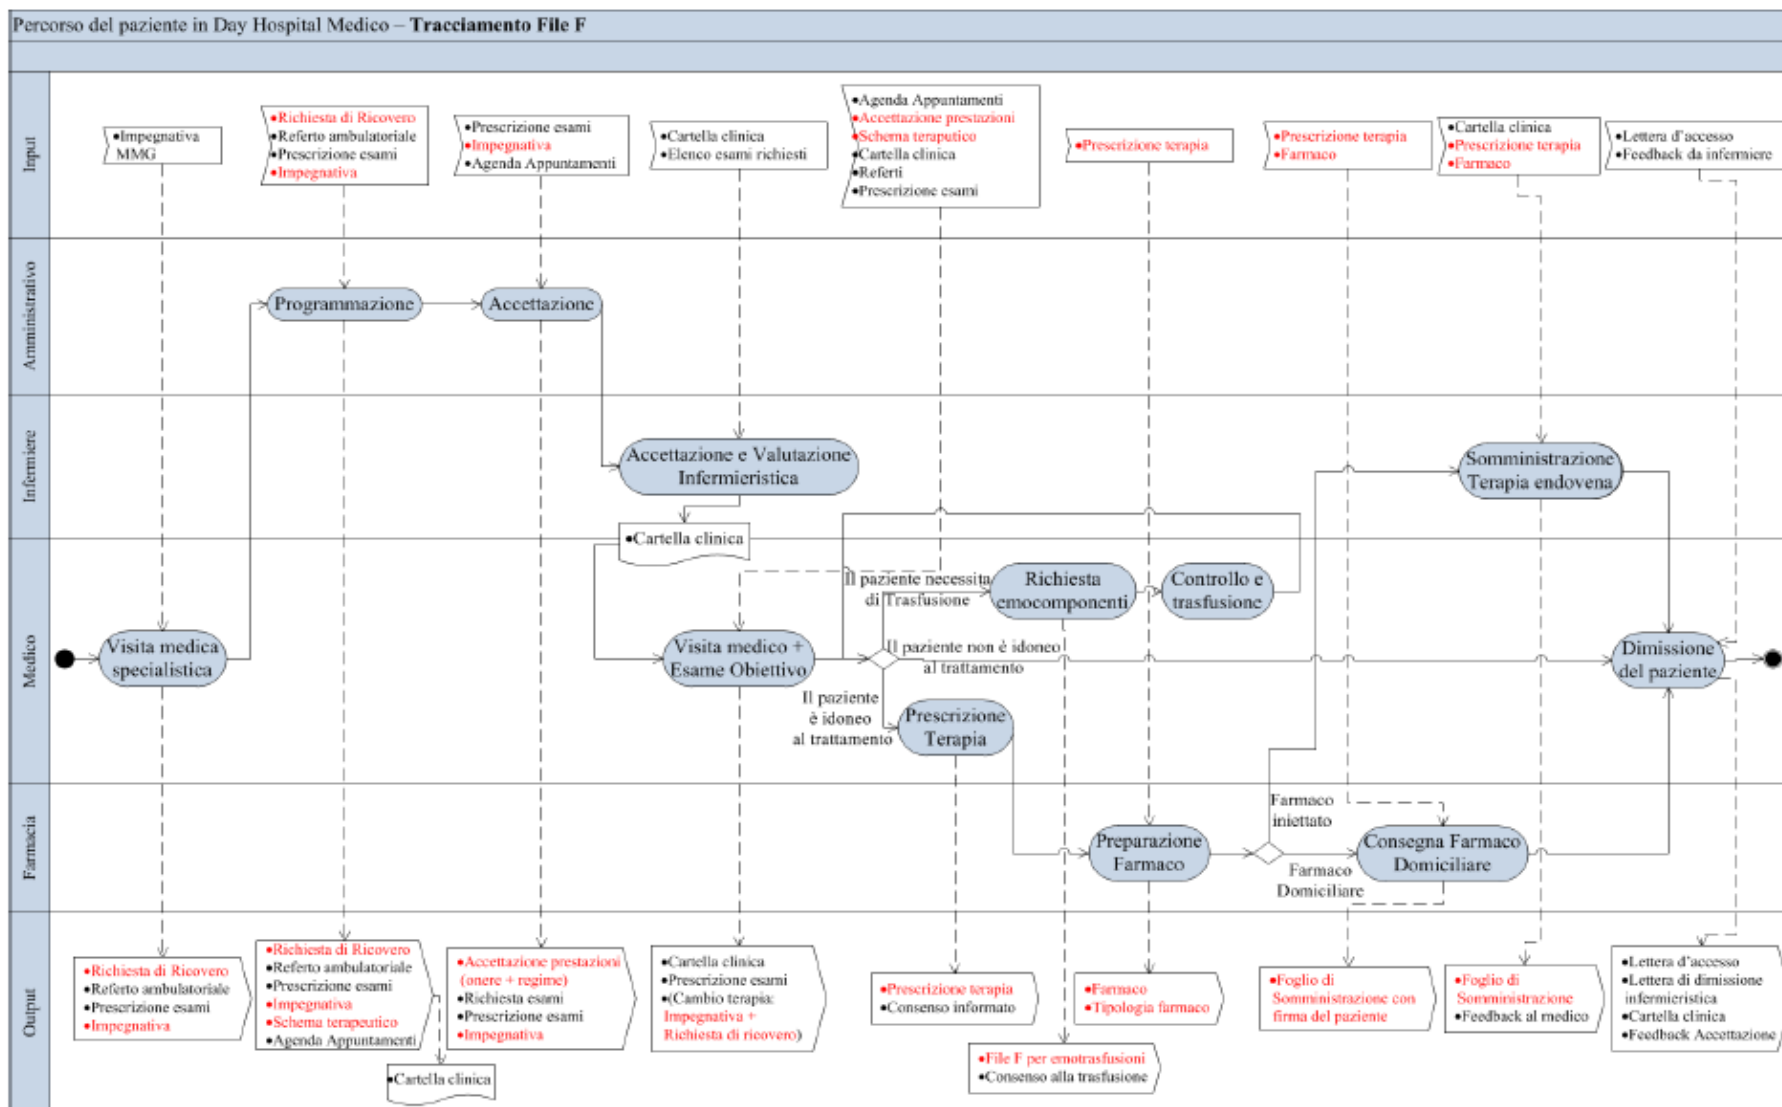 Percorso del paziente in Day Hospital Medico – Tracciamento File F
Input
●Impegnativa
MMG
●Richiesta di Ricovero
●Referto ambulatoriale
●Prescrizione esami
●Impegnativa
●Prescrizione esami
●Impegnativa
●Agenda Appuntamenti
●Cartella clinica
●Elenco esami richiesti
●Agenda Appuntamenti
●Accettazione prestazioni
●Schema teraputico
●Cartella clinica
●Referti
●Prescrizione esami
●Prescrizione terapia
●Prescrizione terapia
●Farmaco
●Cartella clinica
●Prescrizione terapia
●Farmaco
●Lettera d’accesso
●Feedback da infermiere
Amministrativo
Programmazione
Accettazione
Infermiere
Accettazione e Valutazione
Infermieristica
Somministrazione
Terapia endovena
●Cartella clinica
Medico
Visita medica
specialistica
Visita medico +
Esame Obiettivo
Il paziente necessita
di Trasfusione
Richiesta
emocomponenti
Controllo e
trasfusione
Il paziente non è idoneo
al trattamento
Il paziente
è idoneo
al trattamento
Prescrizione
Terapia
Dimissione
del paziente
Farmacia
Preparazione
Farmaco
Farmaco
iniettato
Farmaco
Domiciliare
Consegna Farmaco
Domiciliare
Output
●Richiesta di Ricovero
●Referto ambulatoriale
●Prescrizione esami
●Impegnativa
●Richiesta di Ricovero
●Referto ambulatoriale
●Prescrizione esami
●Impegnativa
●Schema terapeutico
●Agenda Appuntamenti
●Cartella clinica
●Accettazione prestazioni
(onere + regime)
●Richiesta esami
●Prescrizione esami
●Impegnativa
●Cartella clinica
●Prescrizione esami
●(Cambio terapia:
Impegnativa +
Richiesta di ricovero)
●Prescrizione terapia
●Consenso informato
●File F per emotrasfusioni
●Consenso alla trasfusione
●Farmaco
●Tipologia farmaco
●Foglio di
Somministrazione con
firma del paziente
●Foglio di
Somministrazione
●Feedback al medico
●Lettera d’accesso
●Lettera di dimissione
infermieristica
●Cartella clinica
●Feedback Accettazione